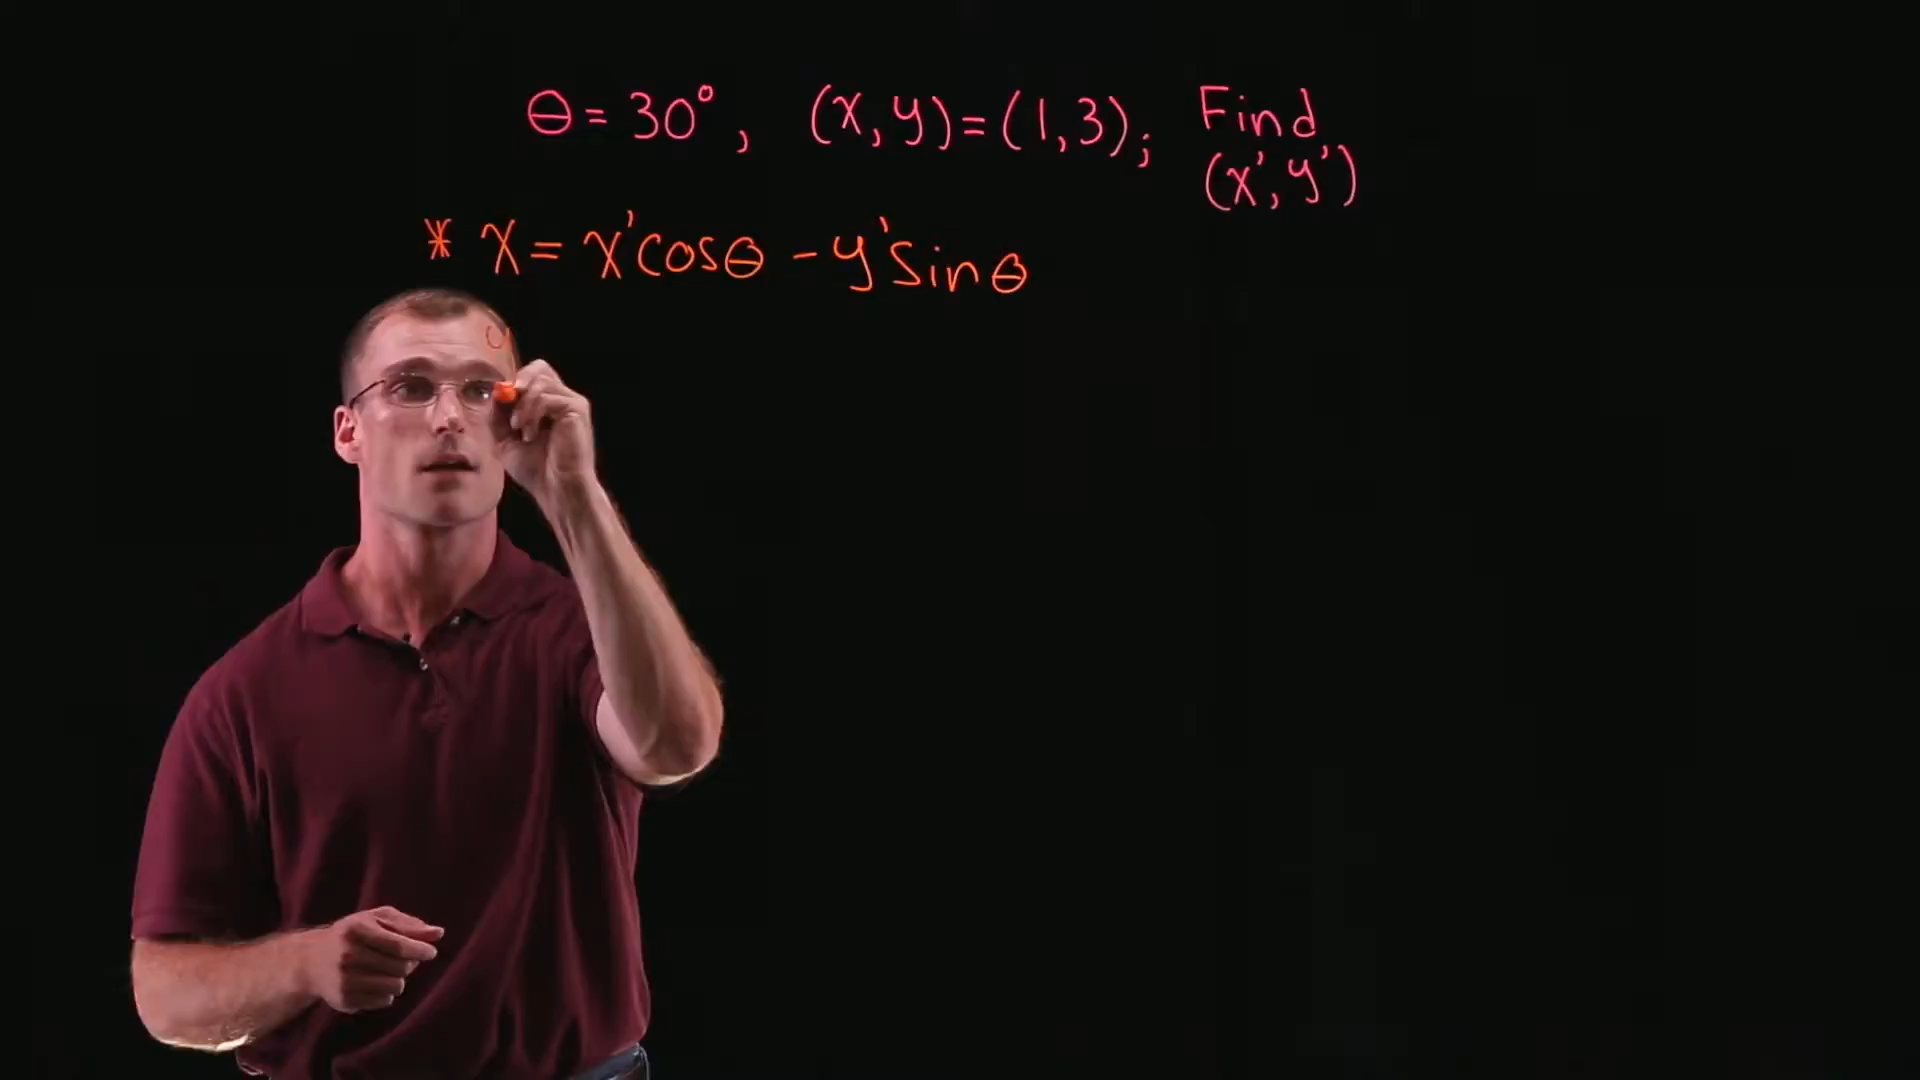 θ = 30°, (x, y) = (1, 3); Find
(x', y')
* x = x'cosθ - y'sinθ